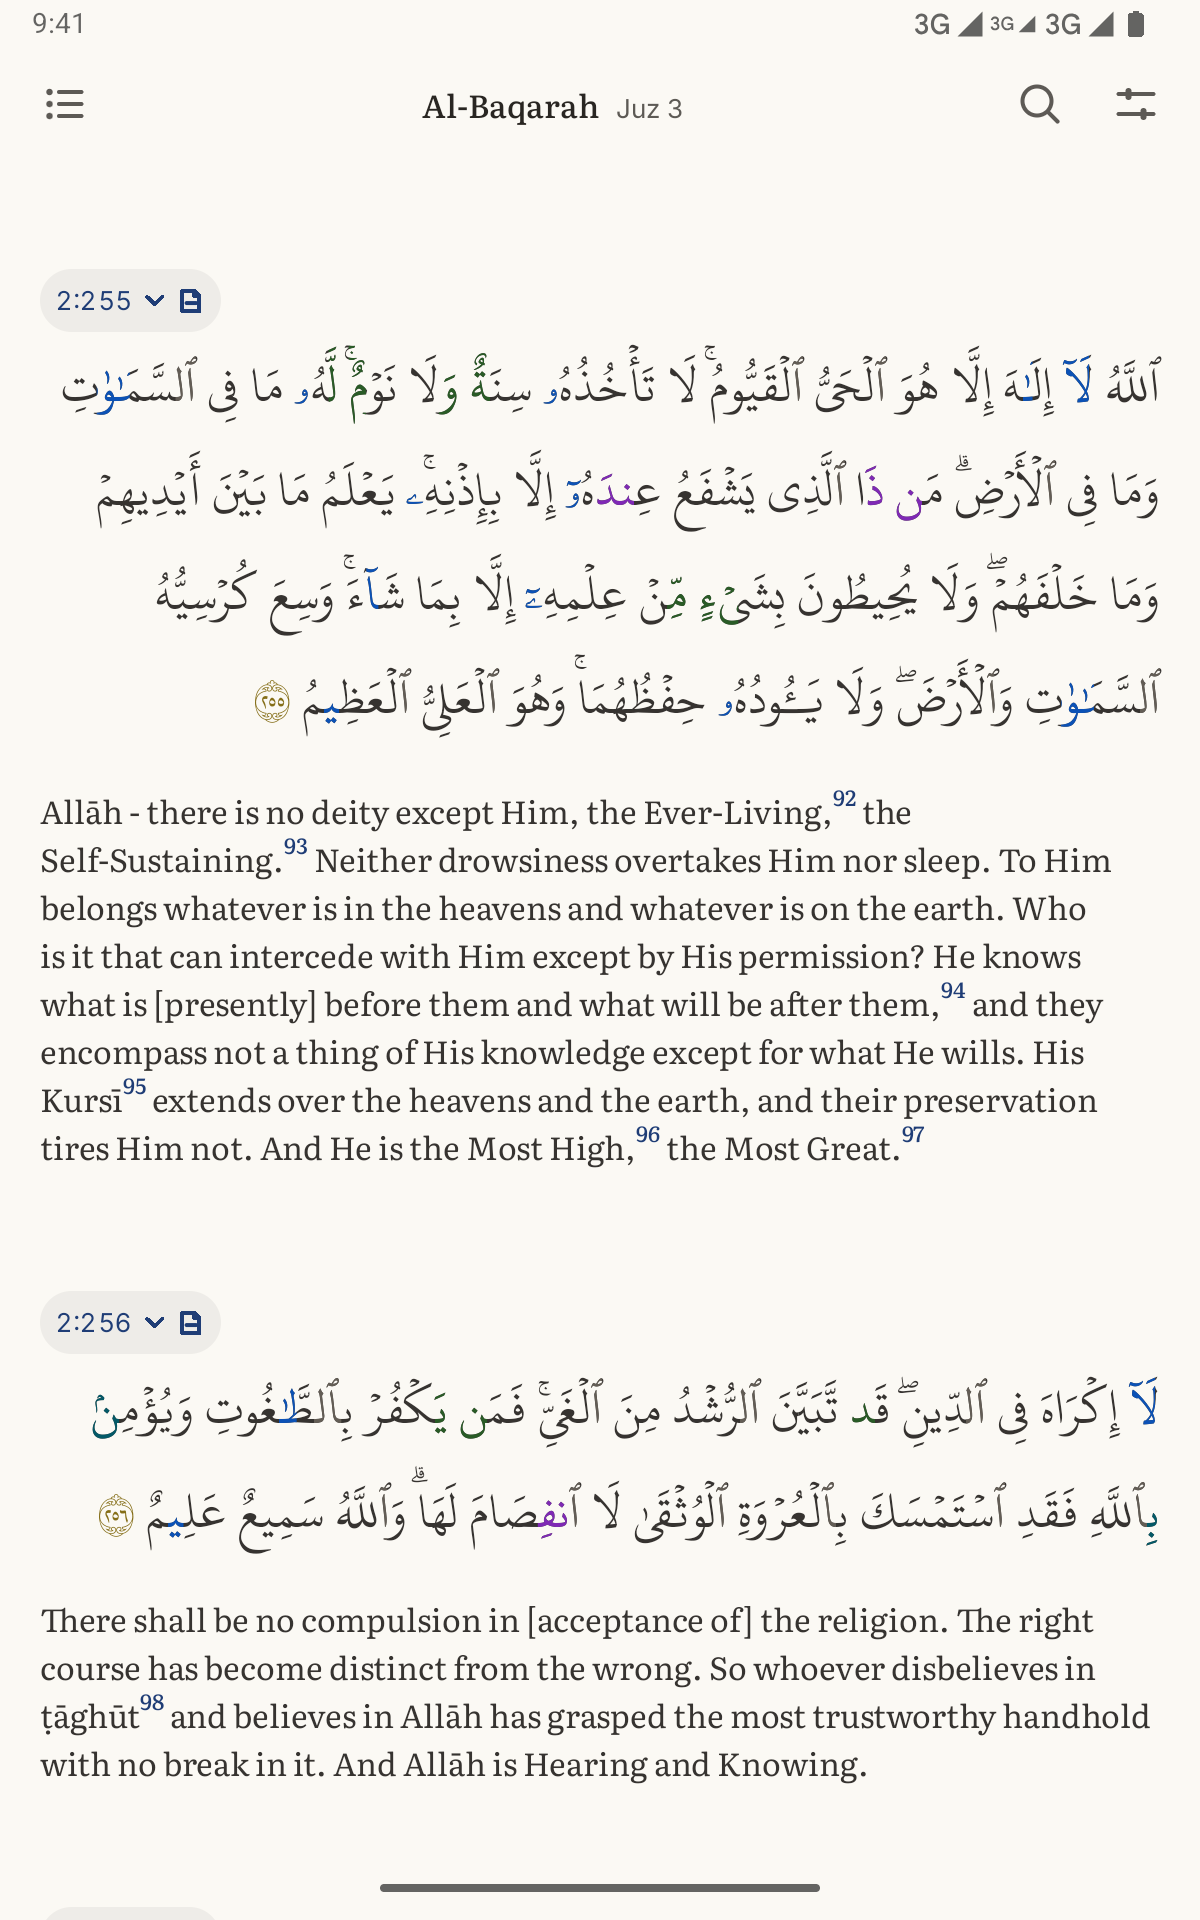 9:41 3G 3G 3G
Al-Baqarah Juz 3
2:255
ٱللَّهُ لَآ إِلَـٰهَ إِلَّا هُوَ ٱلْحَىُّ ٱلْقَيُّومُ ۚ لَا تَأْخُذُهُۥ سِنَةٌ وَلَا نَوْمٌ ۚ لَّهُۥ مَا فِى ٱلسَّمَـٰوَٰتِ
وَمَا فِى ٱلْأَرْضِ ۗ مَن ذَا ٱلَّذِى يَشْفَعُ عِندَهُۥٓ إِلَّا بِإِذْنِهِۦ ۚ يَعْلَمُ مَا بَيْنَ أَيْدِيهِمْ
وَمَا خَلْفَهُمْ ۖ وَلَا يُحِيطُونَ بِشَىْءٍ مِّنْ عِلْمِهِۦٓ إِلَّا بِمَا شَآءَ ۚ وَسِعَ كُرْسِيُّهُ
ٱلسَّمَـٰوَٰتِ وَٱلْأَرْضَ ۖ وَلَا يَـُٔودُهُۥ حِفْظُهُمَا ۚ وَهُوَ ٱلْعَلِىُّ ٱلْعَظِيمُ ٢٥٥
Allāh - there is no deity except Him, the Ever-Living,92 the
Self-Sustaining.93 Neither drowsiness overtakes Him nor sleep. To Him
belongs whatever is in the heavens and whatever is on the earth. Who
is it that can intercede with Him except by His permission? He knows
what is [presently] before them and what will be after them,94 and they
encompass not a thing of His knowledge except for what He wills. His
Kursī95 extends over the heavens and the earth, and their preservation
tires Him not. And He is the Most High,96 the Most Great.97
2:256
لَآ إِكْرَاهَ فِى ٱلدِّينِ ۖ قَد تَّبَيَّنَ ٱلرُّشْدُ مِنَ ٱلْغَىِّ ۚ فَمَن يَكْفُرْ بِٱلطَّـٰغُوتِ وَيُؤْمِنۢ
بِٱللَّهِ فَقَدِ ٱسْتَمْسَكَ بِٱلْعُرْوَةِ ٱلْوُثْقَىٰ لَا ٱنفِصَامَ لَهَا ۗ وَٱللَّهُ سَمِيعٌ عَلِيمٌ ٢٥٦
There shall be no compulsion in [acceptance of] the religion. The right
course has become distinct from the wrong. So whoever disbelieves in
ṭāghūt98 and believes in Allāh has grasped the most trustworthy handhold
with no break in it. And Allāh is Hearing and Knowing.